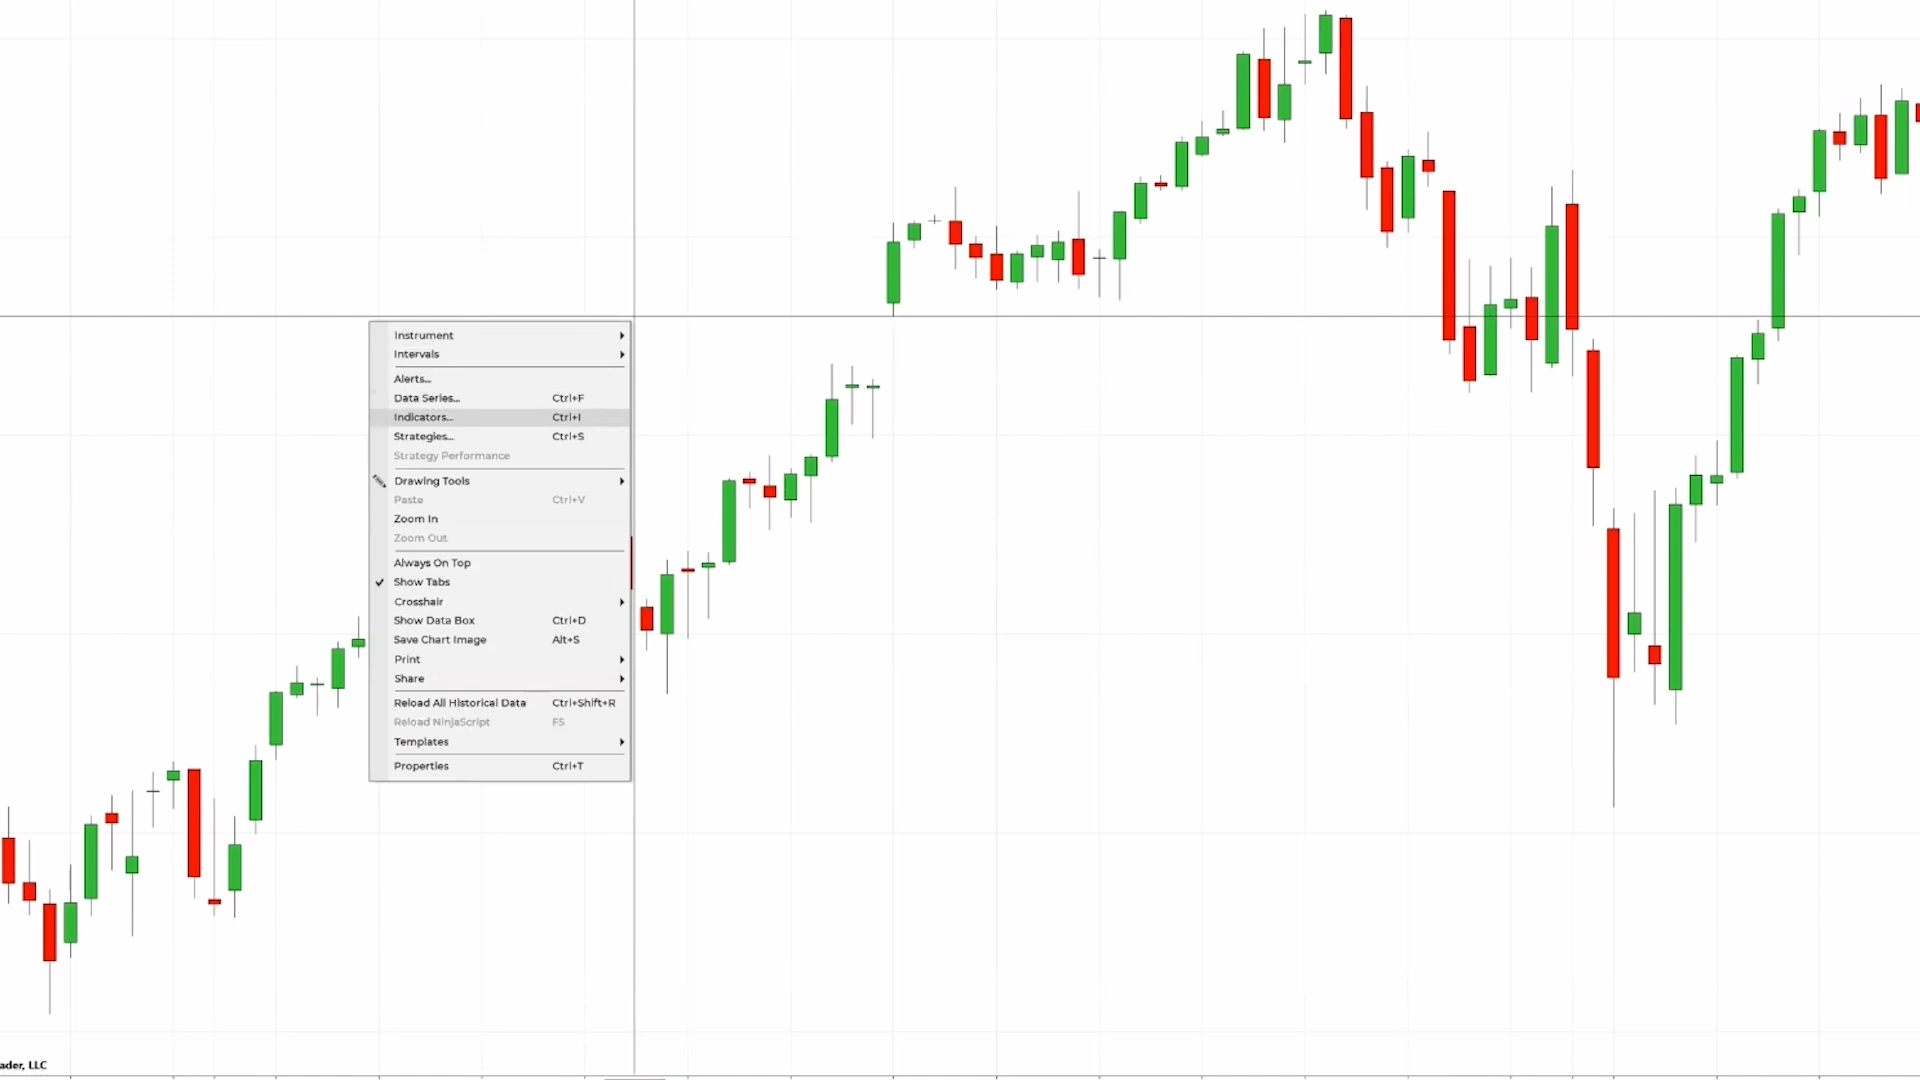 Instrument
Intervals
Alerts...
Data Series... Ctrl+F
Indicators... Ctrl+I
Strategies... Ctrl+S
Strategy Performance
Drawing Tools
Paste Ctrl+V
Zoom In
Zoom Out
Always On Top
Show Tabs
Crosshair
Show Data Box Ctrl+D
Save Chart Image Alt+S
Print
Share
Reload All Historical Data Ctrl+Shift+R
Reload NinjaScript F5
Templates
Properties Ctrl+T
ader, LLC